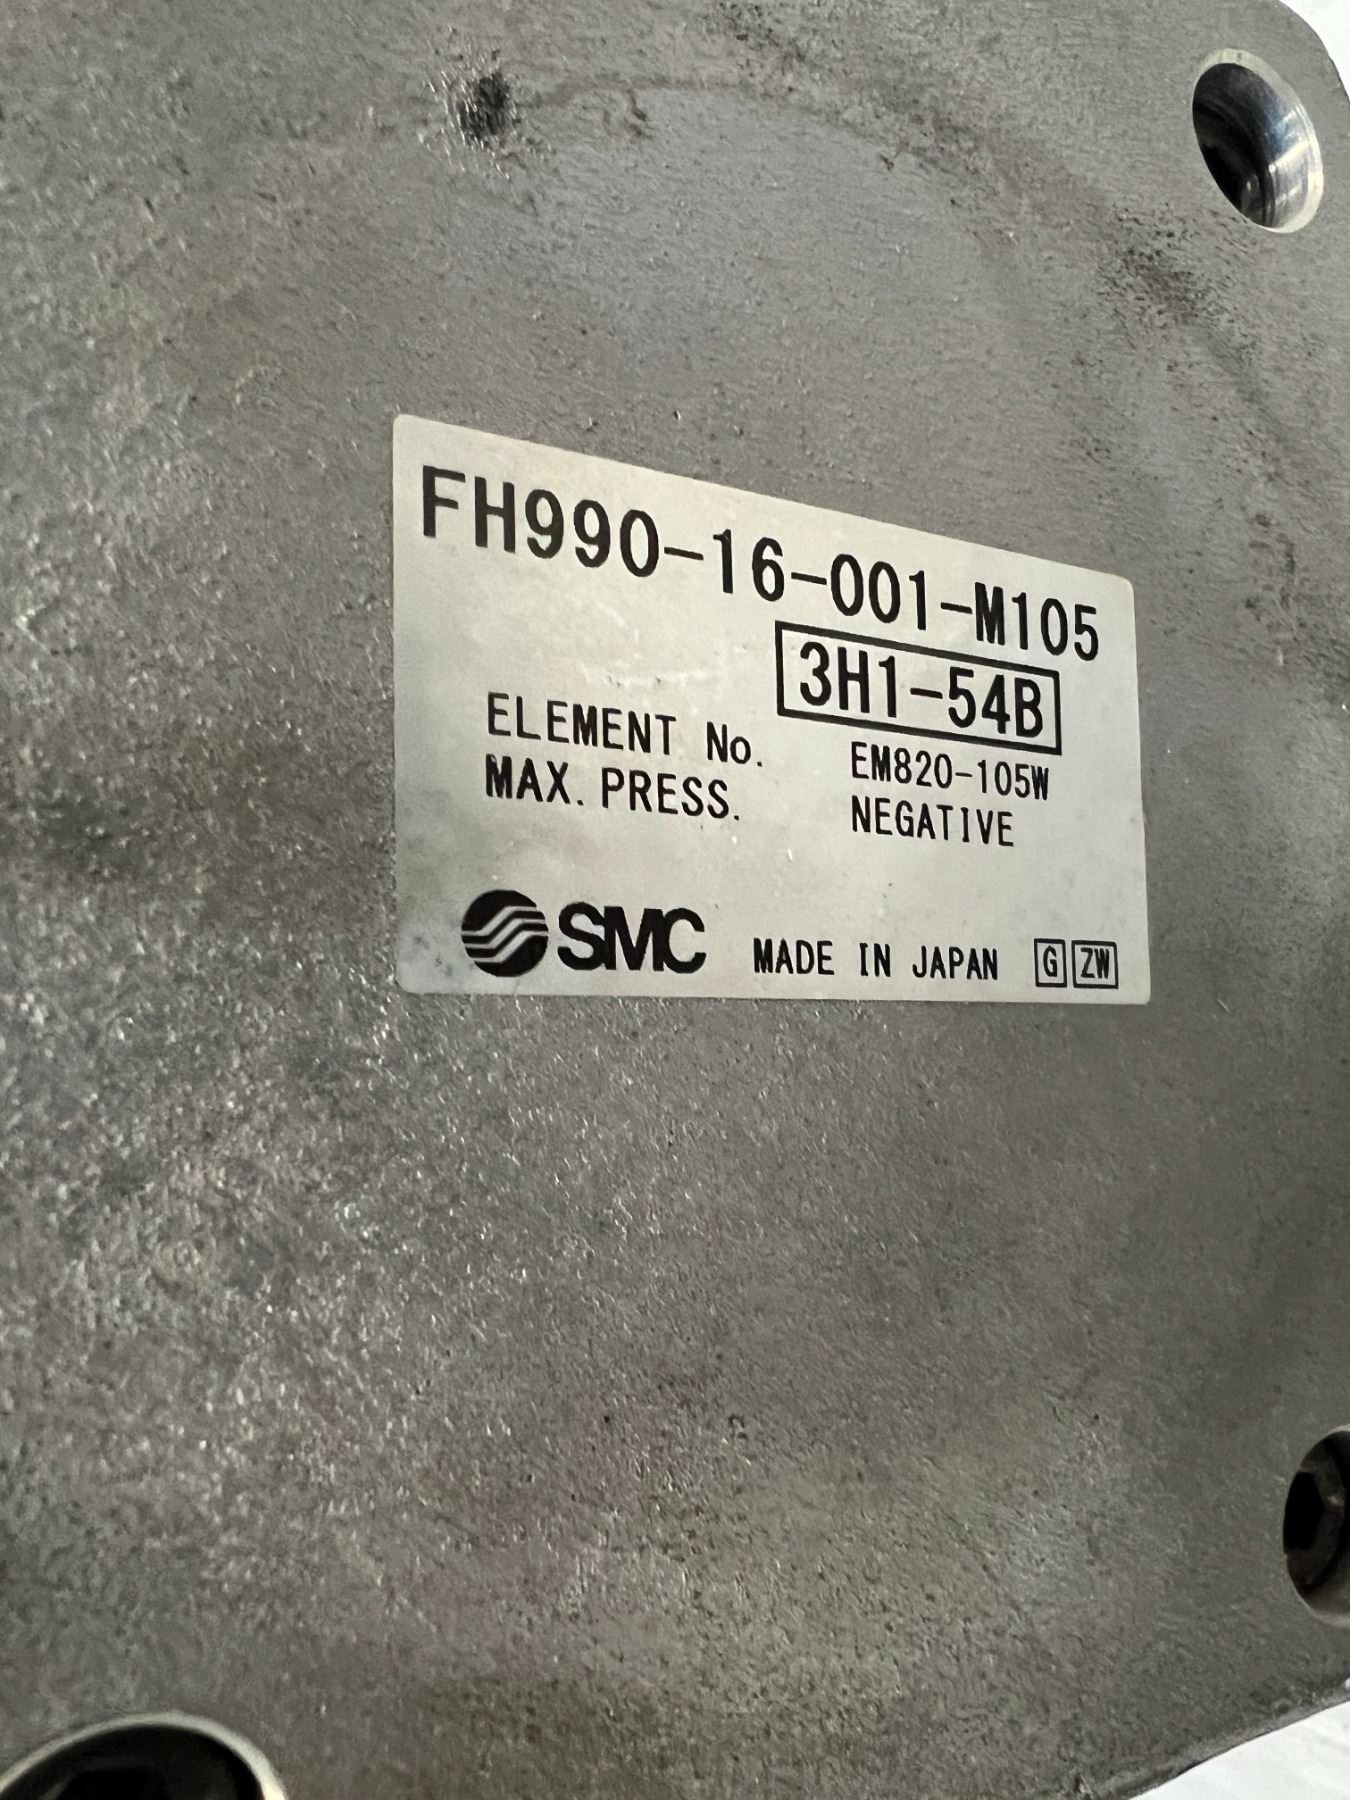 FH990-16-001-M105
3H1-54B
ELEMENT No. EM820-105W
MAX. PRESS. NEGATIVE
SMC MADE IN JAPAN G ZW